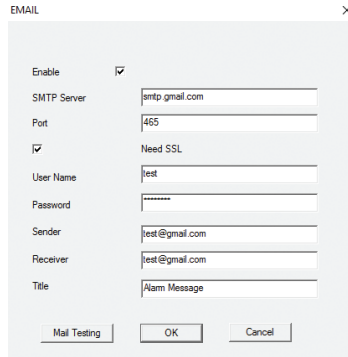 EMAIL
Enable
SMTP Server smtp.gmail.com
Port 465
Need SSL
User Name test
Password ********
Sender test@gmail.com
Receiver test@gmail.com
Title Alarm Message
Mail Testing OK Cancel